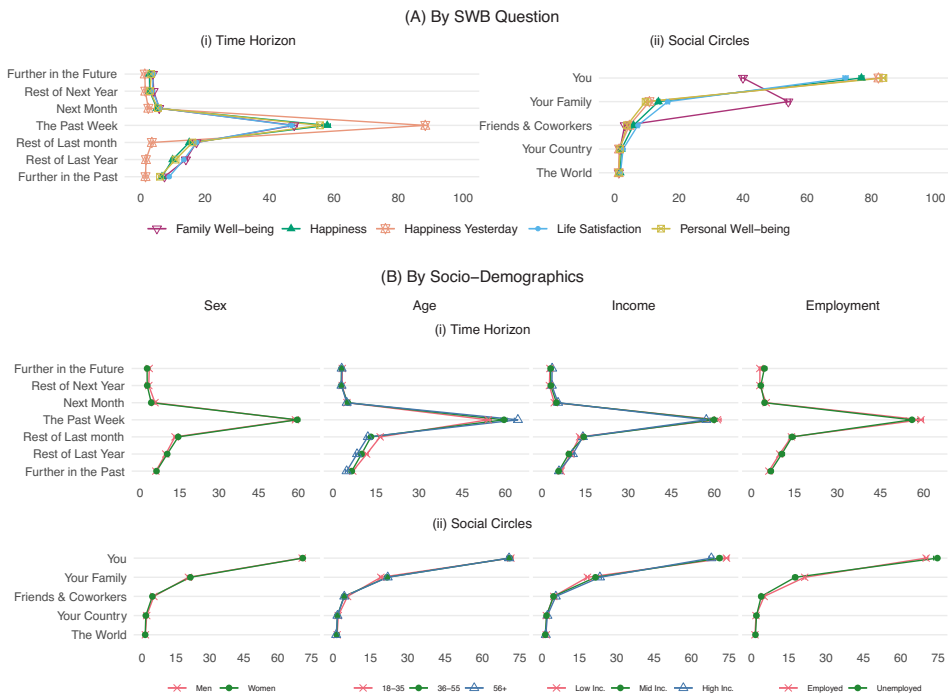 (A) By SWB Question
(i) Time Horizon
Further in the Future
Rest of Next Year
Next Month
The Past Week
Rest of Last month
Rest of Last Year
Further in the Past
0 20 40 60 80 100
(ii) Social Circles
You
Your Family
Friends & Coworkers
Your Country
The World
0 20 40 60 80 100
Family Well-being Happiness Happiness Yesterday Life Satisfaction Personal Well-being
(B) By Socio-Demographics
Sex Age Income Employment
(i) Time Horizon
Further in the Future
Rest of Next Year
Next Month
The Past Week
Rest of Last month
Rest of Last Year
Further in the Past
0 15 30 45 60 0 15 30 45 60 0 15 30 45 60 0 15 30 45 60
(ii) Social Circles
You
Your Family
Friends & Coworkers
Your Country
The World
0 15 30 45 60 75 0 15 30 45 60 75 0 15 30 45 60 75 0 15 30 45 60 75
Men Women 18-35 36-55 56+ Low Inc. Mid Inc. High Inc. Employed Unemployed